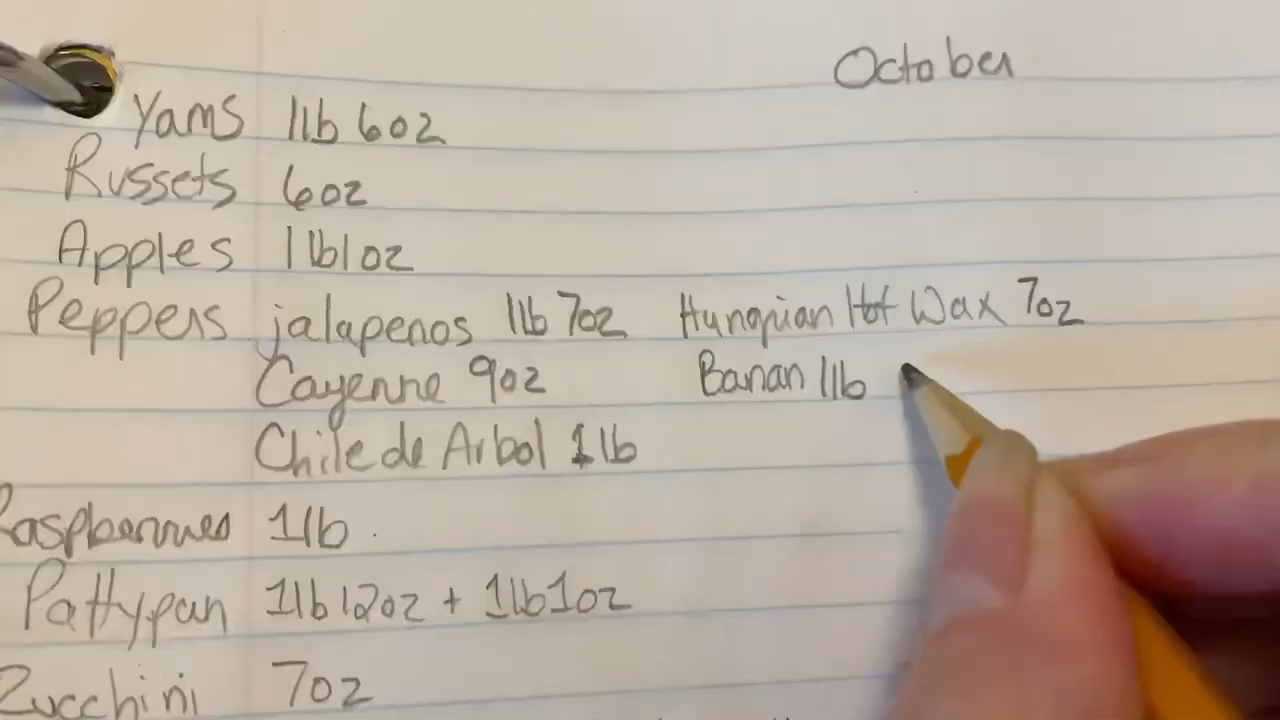 October
Yams 1lb 6oz
Russets 6oz
Apples 1lb 1oz
Peppers jalapenos 1lb 7oz Hungrian Hot Wax 7oz
Cayenne 9oz Banan 1lb
Chile de Arbol 1lb
Raspberries 1lb
Pattypan 1lb 12oz + 1lb 1oz
Zucchini 7oz